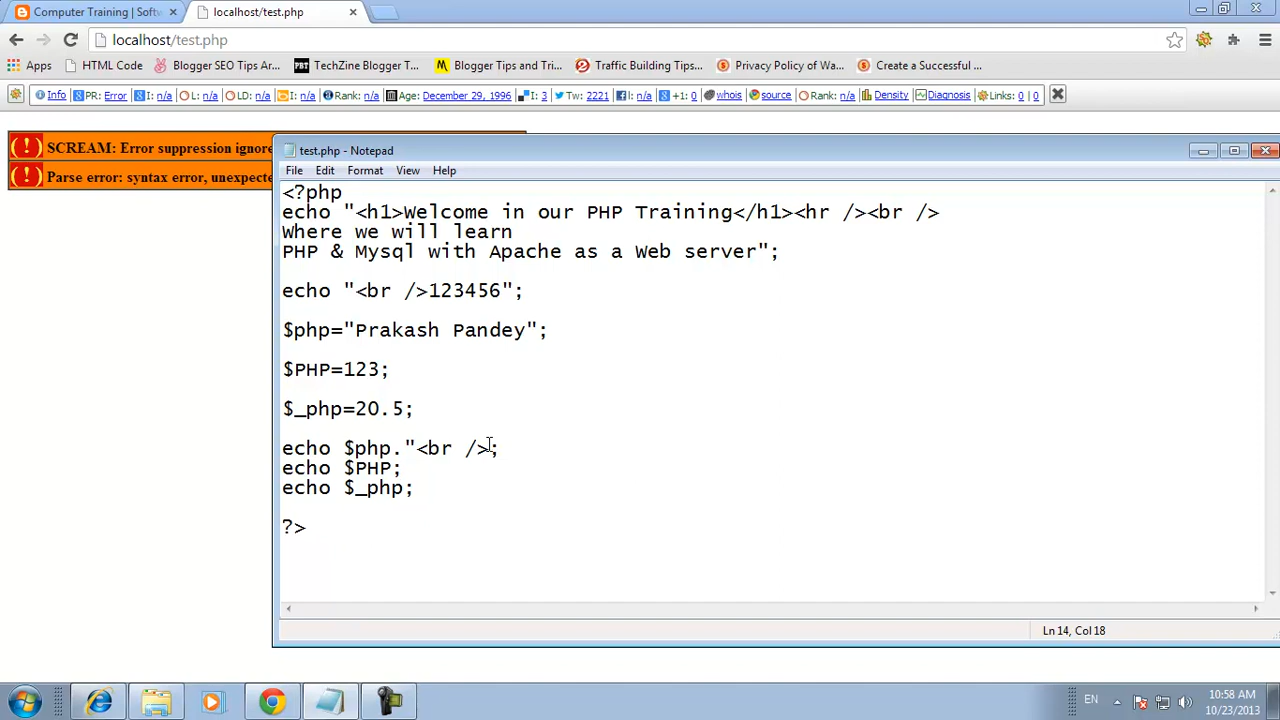 Computer Training | Softw
localhost/test.php
localhost/test.php
Apps HTML Code Blogger SEO Tips Ar... TechZine Blogger T... Blogger Tips and Tri... Traffic Building Tips... Privacy Policy of Wa... Create a Successful ...
Info PR: Error I: n/a L: n/a LD: n/a I: n/a Rank: n/a Age: December 29, 1996 I: 3 Tw: 2221 l: n/a +1: 0 whois source Rank: n/a Density Diagnosis Links: 0 | 0
( ! ) SCREAM: Error suppression ignore
( ! ) Parse error: syntax error, unexpecte
test.php - Notepad
File Edit Format View Help
<?php
echo "<h1>Welcome in our PHP Training</h1><hr /><br />
Where we will learn
PHP & Mysql with Apache as a Web server";
echo "<br />123456";
$php="Prakash Pandey";
$PHP=123;
$_php=20.5;
echo $php."<br />;
echo $PHP;
echo $_php;
?>
Ln 14, Col 18
EN
10:58 AM
10/23/2013